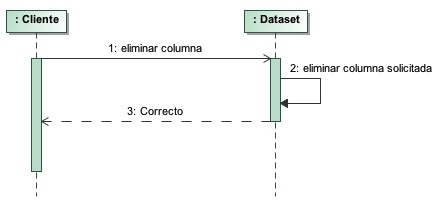 : Cliente
: Dataset
1: eliminar columna
2: eliminar columna solicitada
3: Correcto